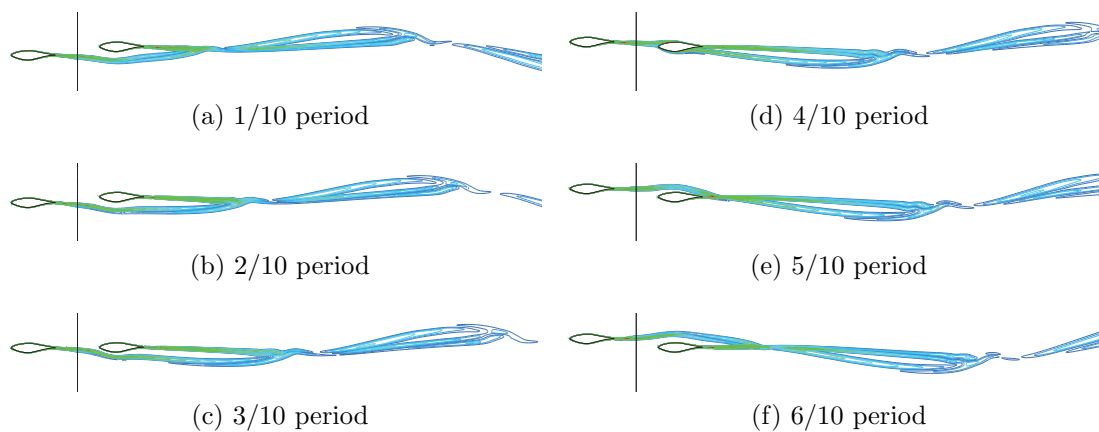 (a) 1/10 period
(b) 2/10 period
(c) 3/10 period
(d) 4/10 period
(e) 5/10 period
(f) 6/10 period